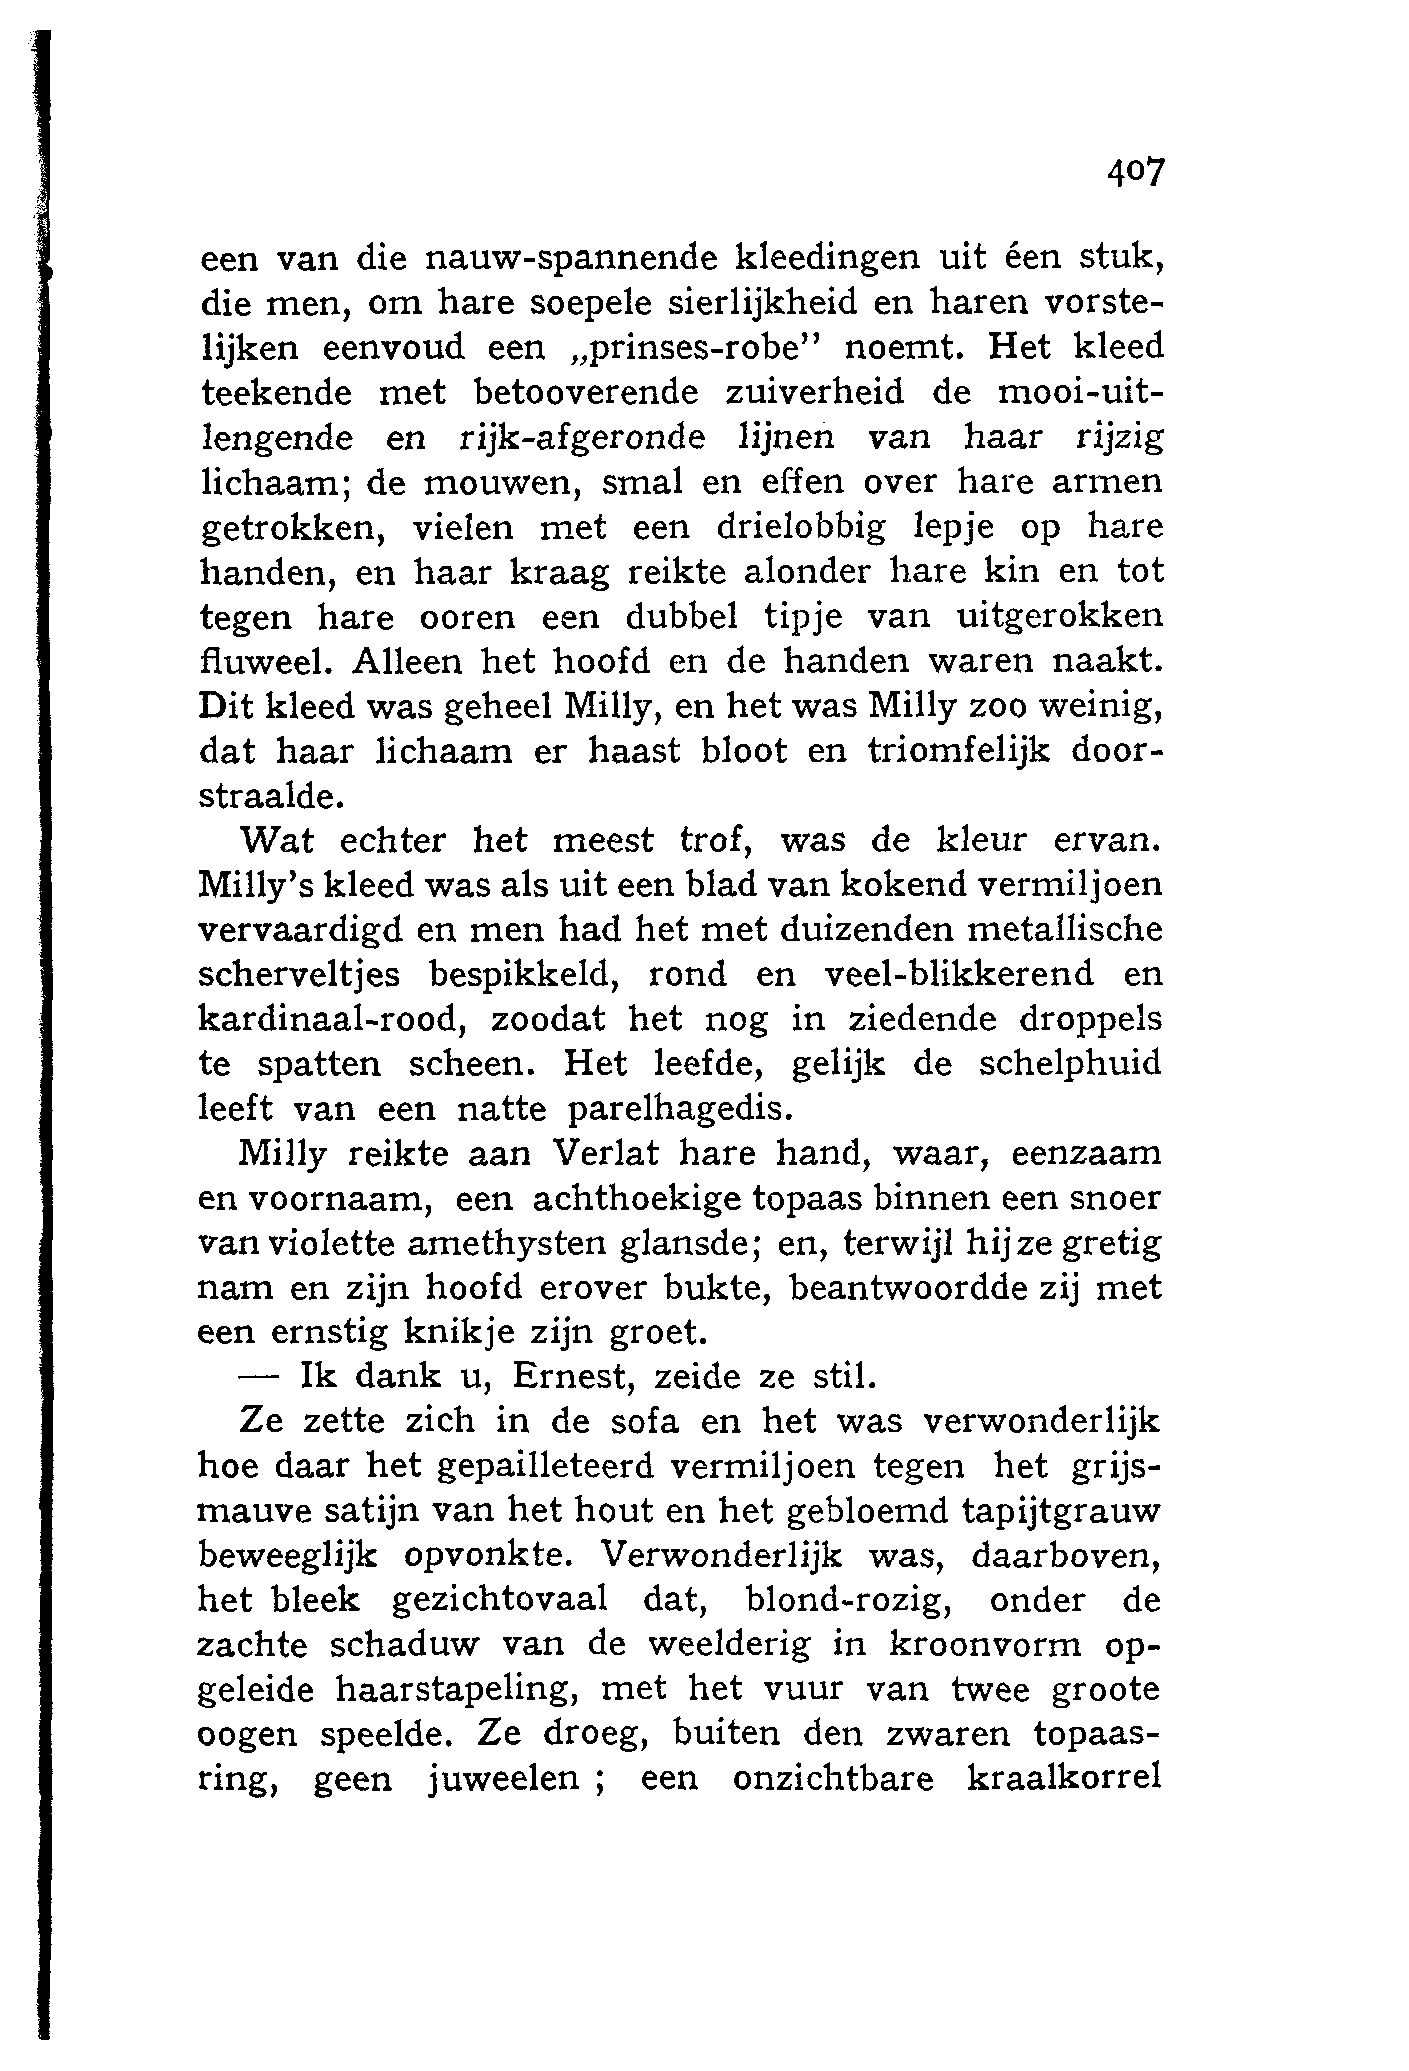 407
een van die nauw-spannende kleedingen uit éen stuk,
die men, om hare soepele sierlijkheid en haren vorste-
lijken eenvoud een „prinses-robe” noemt. Het kleed
teekende met betooverende zuiverheid de mooi-uit-
lengende en rijk-afgeronde lijnen van haar rijzig
lichaam; de mouwen, smal en effen over hare armen
getrokken, vielen met een drielobbig lepje op hare
handen, en haar kraag reikte alonder hare kin en tot
tegen hare ooren een dubbel tipje van uitgerokken
fluweel. Alleen het hoofd en de handen waren naakt.
Dit kleed was geheel Milly, en het was Milly zoo weinig,
dat haar lichaam er haast bloot en triomfelijk door-
straalde.
Wat echter het meest trof, was de kleur ervan.
Milly's kleed was als uit een blad van kokend vermiljoen
vervaardigd en men had het met duizenden metallische
scherveltjes bespikkeld, rond en veel-blikkerend en
kardinaal-rood, zoodat het nog in ziedende droppels
te spatten scheen. Het leefde, gelijk de schelphuid
leeft van een natte parelhagedis.
Milly reikte aan Verlat hare hand, waar, eenzaam
en voornaam, een achthoekige topaas binnen een snoer
van violette amethysten glansde; en, terwijl hij ze gretig
nam en zijn hoofd erover bukte, beantwoordde zij met
een ernstig knikje zijn groet.
— Ik dank u, Ernest, zeide ze stil.
Ze zette zich in de sofa en het was verwonderlijk
hoe daar het gepailleteerd vermiljoen tegen het grijs-
mauve satijn van het hout en het gebloemd tapijtgrauw
beweeglijk opvonkte. Verwonderlijk was, daarboven,
het bleek gezichtovaal dat, blond-rozig, onder de
zachte schaduw van de weelderig in kroonvorm op-
geleide haarstapeling, met het vuur van twee groote
oogen speelde. Ze droeg, buiten den zwaren topaas-
ring, geen juweelen ; een onzichtbare kraalkorrel